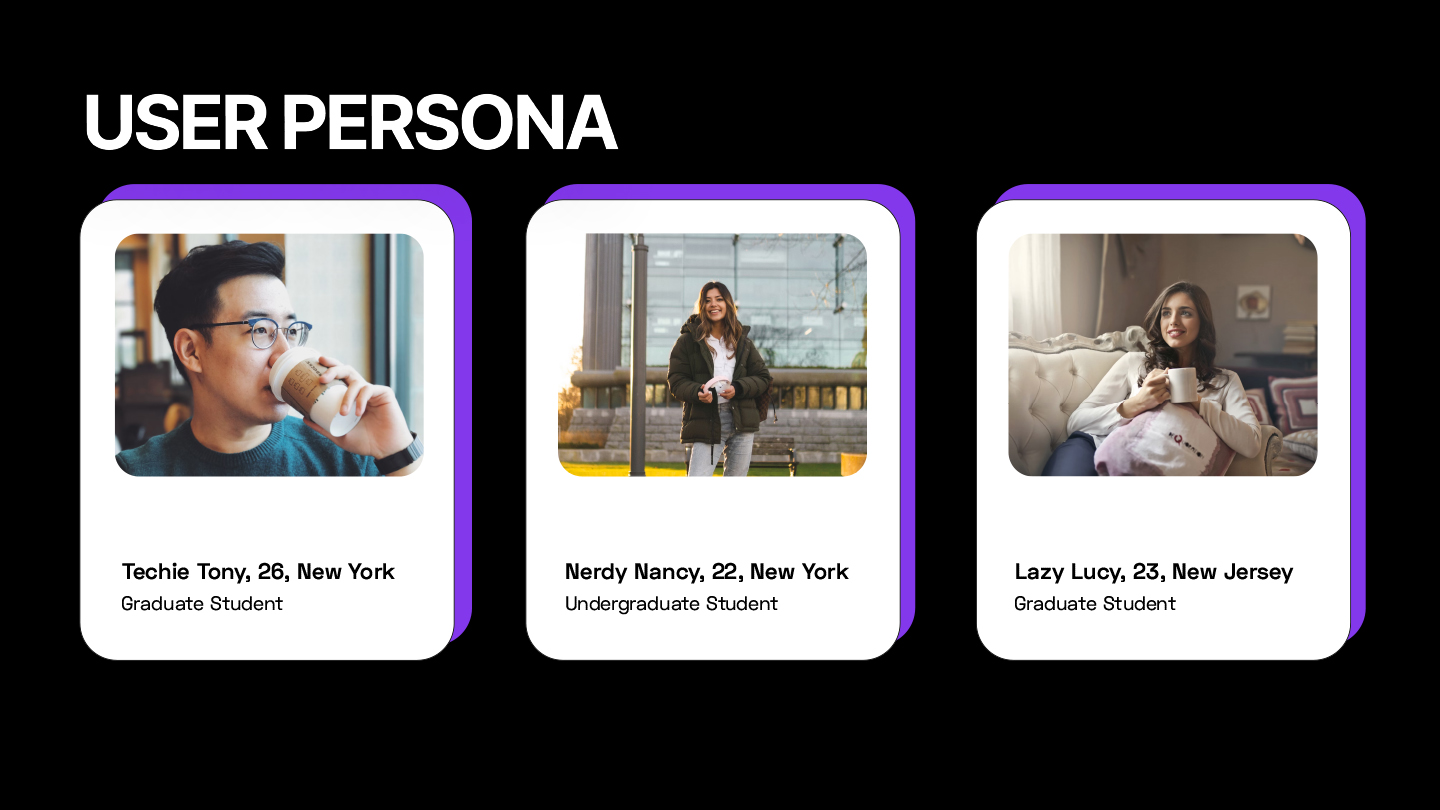 USER PERSONA
Techie Tony, 26, New York
Graduate Student
Nerdy Nancy, 22, New York
Undergraduate Student
Lazy Lucy, 23, New Jersey
Graduate Student